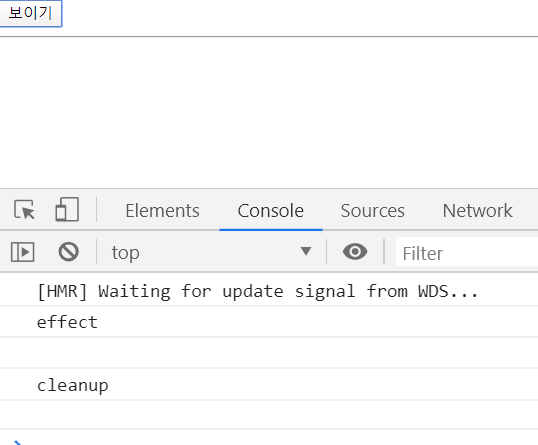 보이기
Elements Console Sources Network
top Filter
[HMR] Waiting for update signal from WDS...
effect
cleanup